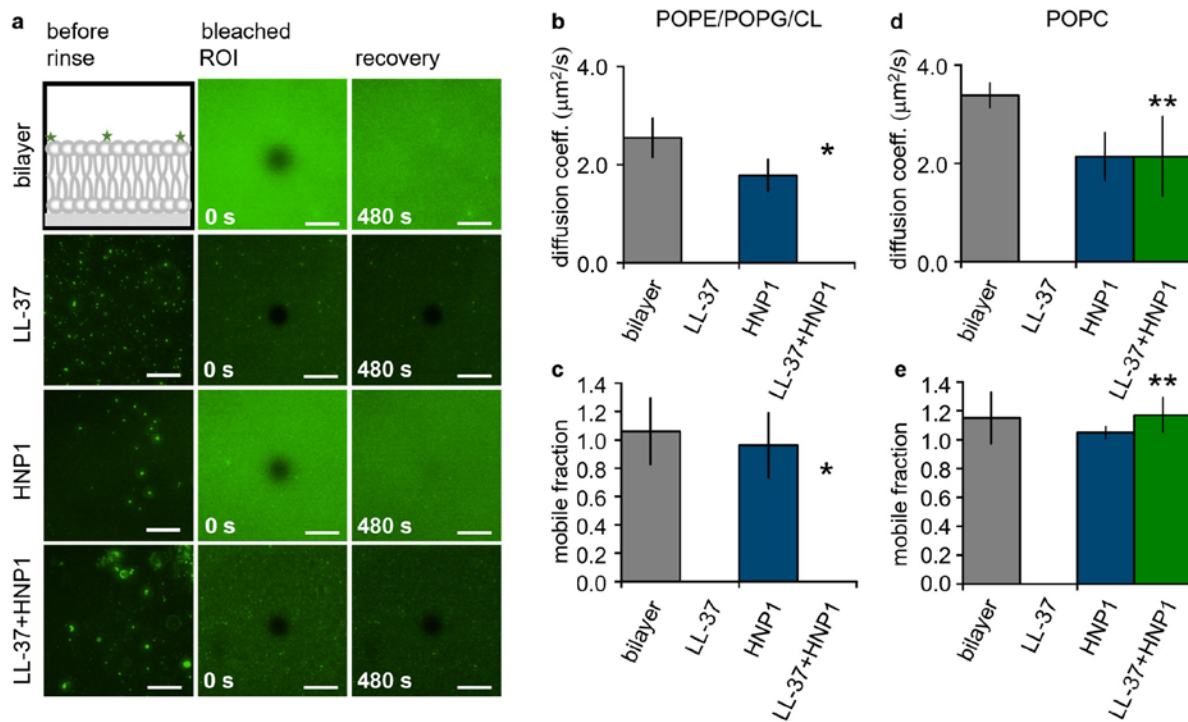 a
before
rinse
bleached
ROI
recovery
bilayer
0 s
480 s
LL-37
0 s
480 s
HNP1
0 s
480 s
LL-37+HNP1
0 s
480 s
b
POPE/POPG/CL
diffusion coeff. (μm²/s)
4.0
2.0
0.0
*
bilayer
LL-37
HNP1
LL-37+HNP1
c
mobile fraction
1.4
1.2
1.0
0.8
0.6
0.4
0.2
0.0
*
bilayer
LL-37
HNP1
LL-37+HNP1
d
POPC
diffusion coeff. (μm²/s)
4.0
2.0
0.0
**
bilayer
LL-37
HNP1
LL-37+HNP1
e
mobile fraction
1.4
1.2
1.0
0.8
0.6
0.4
0.2
0.0
**
bilayer
LL-37
HNP1
LL-37+HNP1